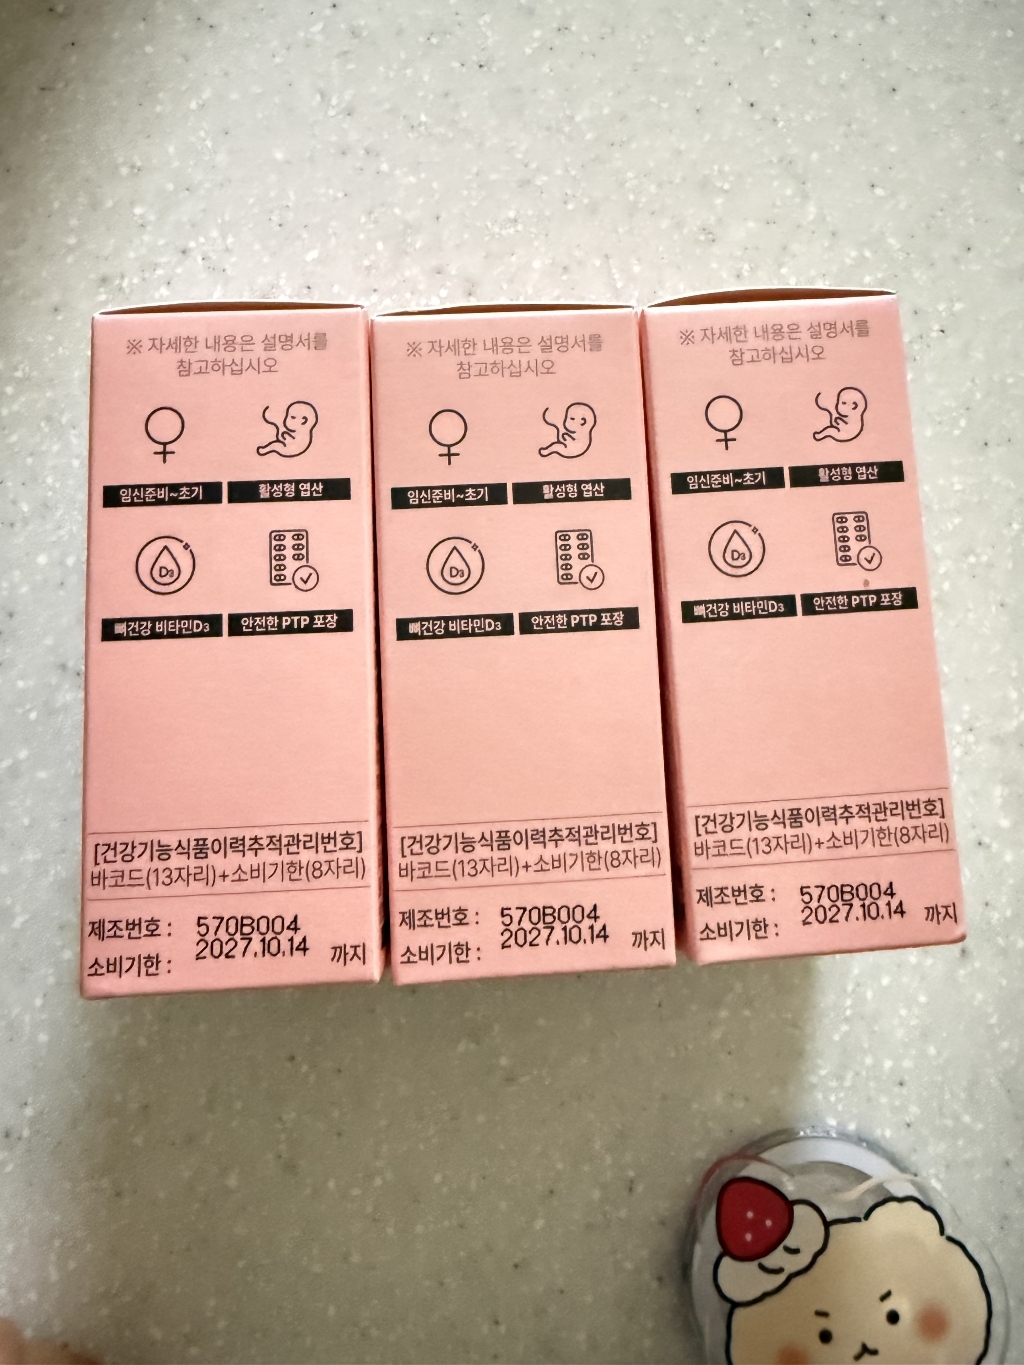 ※ 자세한 내용은 설명서를
참고하십시오
임신준비~초기 활성형 엽산
D3
뼈건강 비타민D3 안전한 PTP 포장
[건강기능식품이력추적관리번호]
바코드(13자리)+소비기한(8자리)
제조번호 : 570B004
소비기한 : 2027.10.14 까지
※ 자세한 내용은 설명서를
참고하십시오
임신준비~초기 활성형 엽산
D3
뼈건강 비타민D3 안전한 PTP 포장
[건강기능식품이력추적관리번호]
바코드(13자리)+소비기한(8자리)
제조번호 : 570B004
소비기한 : 2027.10.14 까지
※ 자세한 내용은 설명서를
참고하십시오
임신준비~초기 활성형 엽산
D3
뼈건강 비타민D3 안전한 PTP 포장
[건강기능식품이력추적관리번호]
바코드(13자리)+소비기한(8자리)
제조번호 : 570B004
소비기한 : 2027.10.14 까지